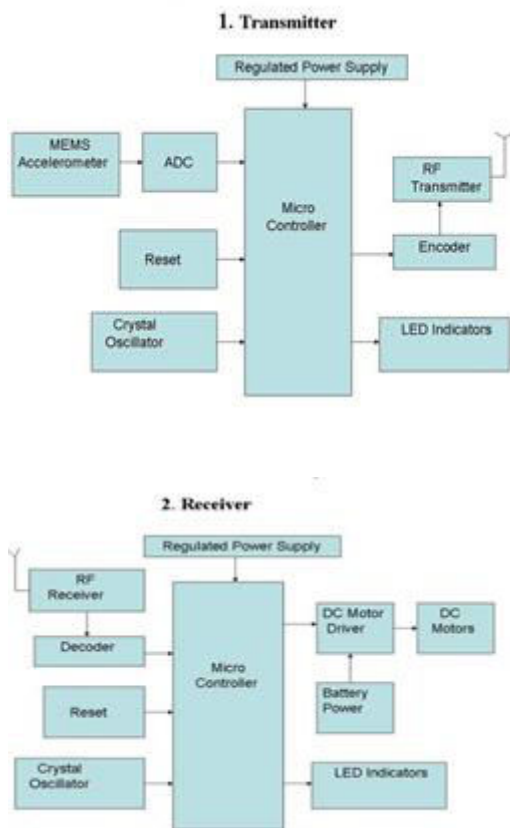 1. Transmitter
Regulated Power Supply
MEMS
Accelerometer
ADC
Micro
Controller
RF
Transmitter
Reset
Encoder
Crystal
Oscillator
LED Indicators
2. Receiver
Regulated Power Supply
RF
Receiver
Decoder
Micro
Controller
DC Motor
Driver
DC
Motors
Reset
Battery
Power
Crystal
Oscillator
LED Indicators